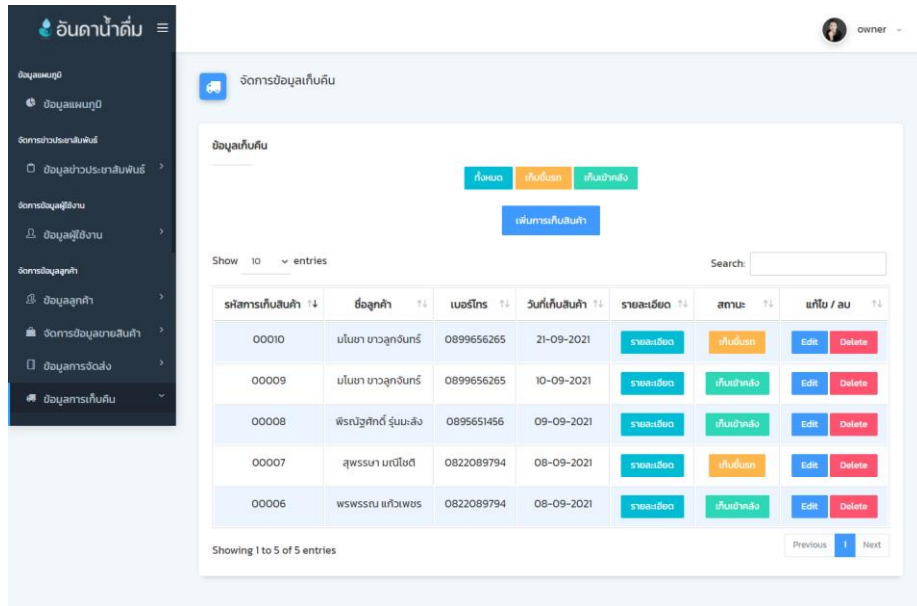 อันดาน้ำดื่ม
owner
ข้อมูลแผนภูมิ
ข้อมูลแผนภูมิ
จัดการข่าวประชาสัมพันธ์
ข้อมูลข่าวประชาสัมพันธ์
จัดการข้อมูลผู้ใช้งาน
ข้อมูลผู้ใช้งาน
จัดการข้อมูลลูกค้า
ข้อมูลลูกค้า
จัดการข้อมูลขายสินค้า
ข้อมูลการจัดส่ง
ข้อมูลการเก็บคืน
จัดการข้อมูลเก็บคืน
ข้อมูลเก็บคืน
ทั้งหมด เก็บขึ้นรถ เก็บเข้าคลัง
เพิ่มการเก็บสินค้า
Show 10 entries Search:
รหัสการเก็บสินค้า ชื่อลูกค้า เบอร์โทร วันที่เก็บสินค้า รายละเอียด สถานะ แก้ไข / ลบ
00010 มโนชา ขาวลูกจันทร์ 0899656265 21-09-2021 รายละเอียด เก็บขึ้นรถ Edit Delete
00009 มโนชา ขาวลูกจันทร์ 0899656265 10-09-2021 รายละเอียด เก็บเข้าคลัง Edit Delete
00008 พีรณัฐศักดิ์ รุ่นมะลัง 0895651456 09-09-2021 รายละเอียด เก็บเข้าคลัง Edit Delete
00007 สุพรรษา มณีโชติ 0822089794 08-09-2021 รายละเอียด เก็บขึ้นรถ Edit Delete
00006 พรพรรณ แก้วเพชร 0822089794 08-09-2021 รายละเอียด เก็บเข้าคลัง Edit Delete
Showing 1 to 5 of 5 entries Previous 1 Next